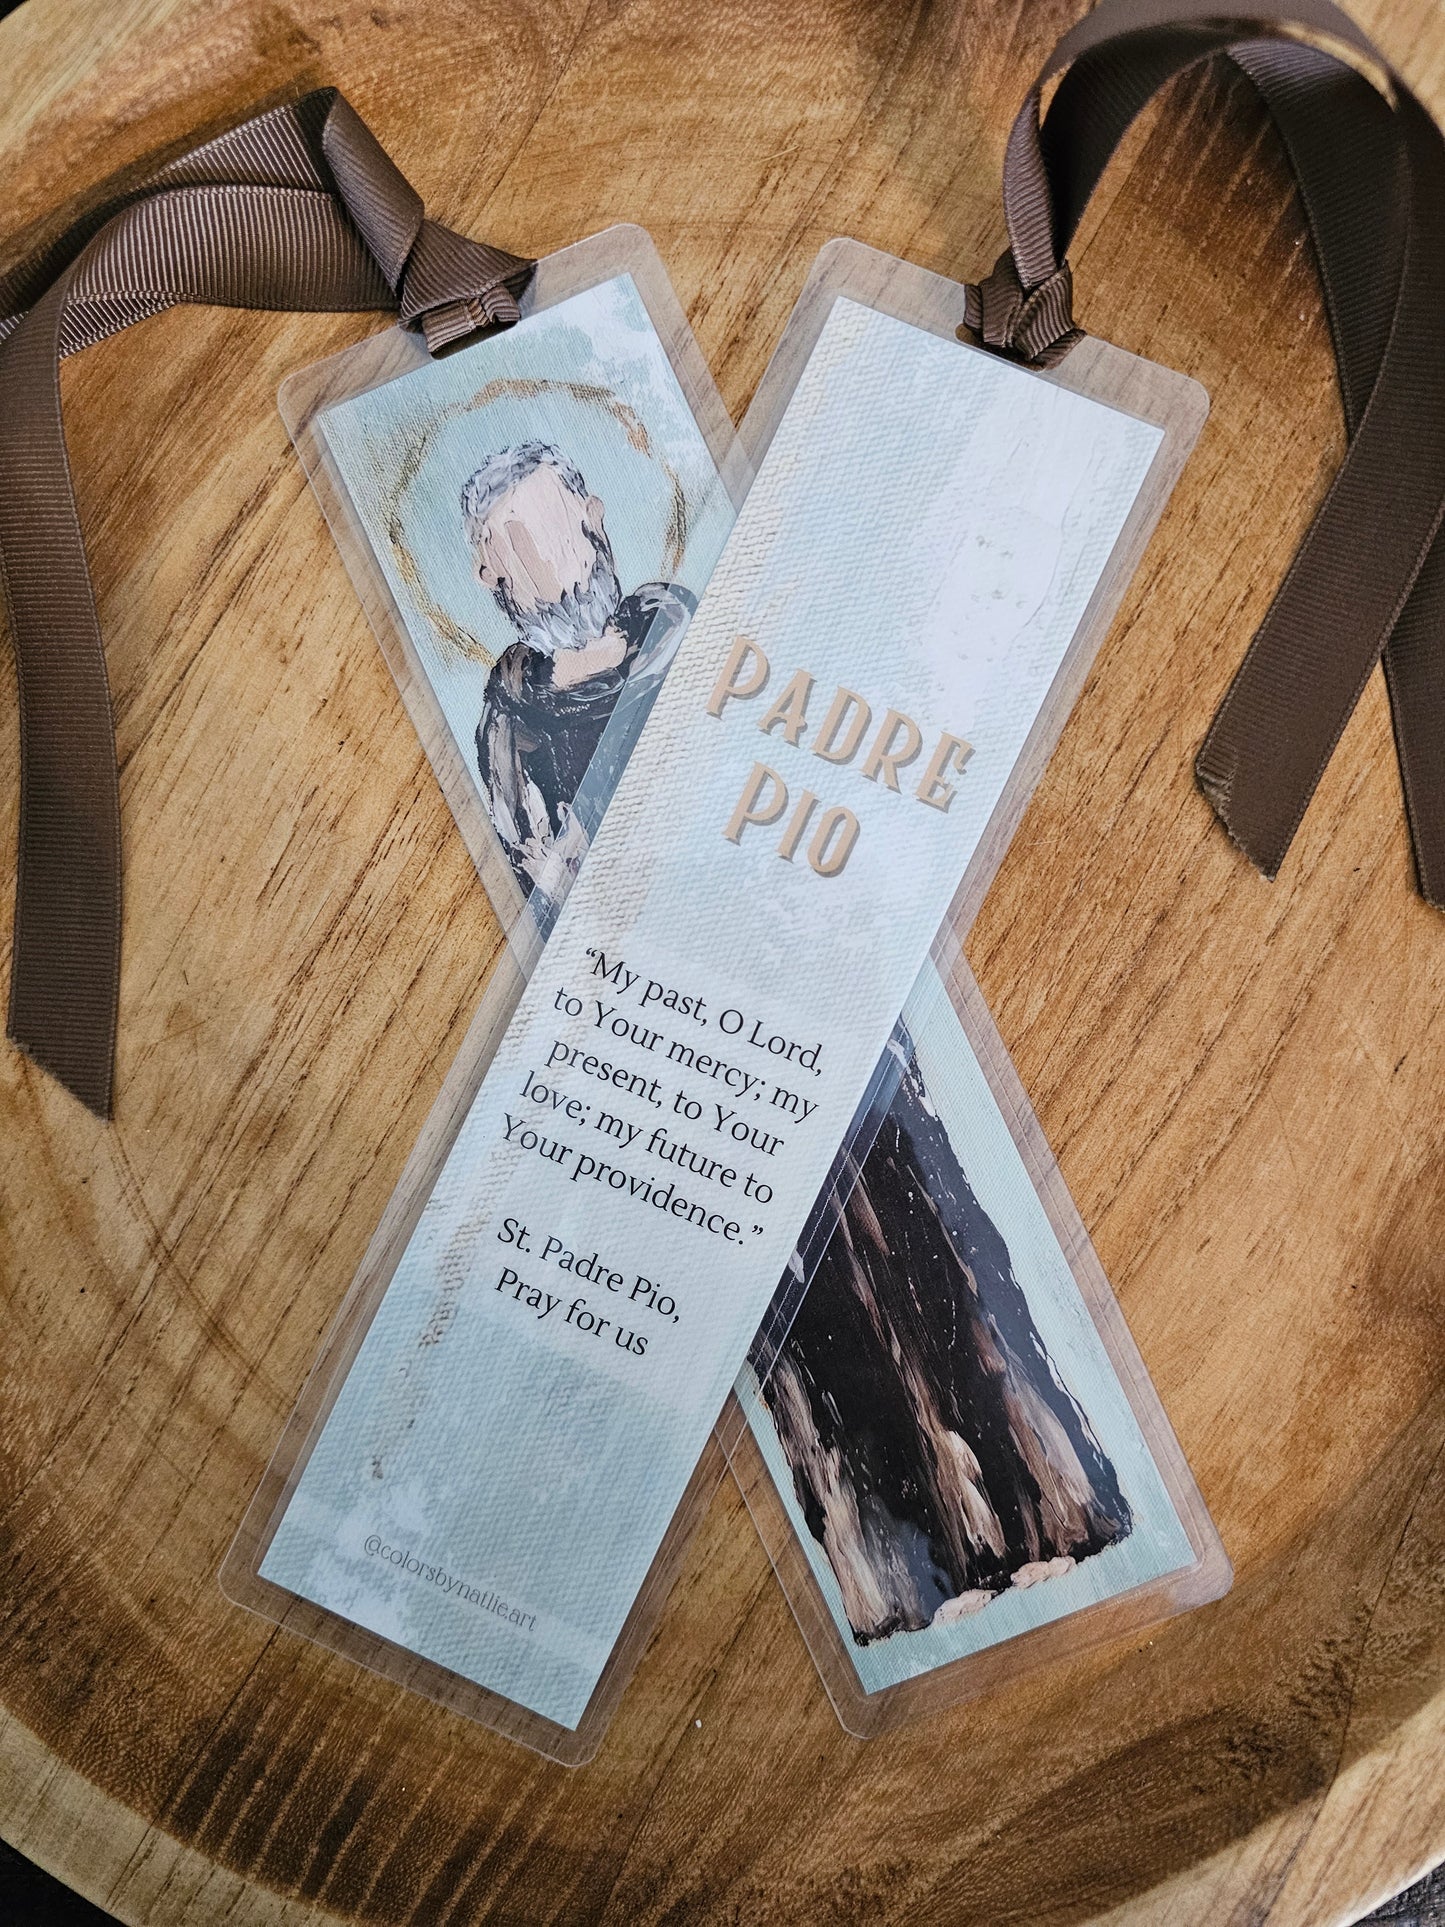 PADRE
PIO
“My past, O Lord,
to Your mercy; my
present, to Your
love; my future to
Your providence.”
St. Padre Pio,
Pray for us
@colorsbynatlie.art